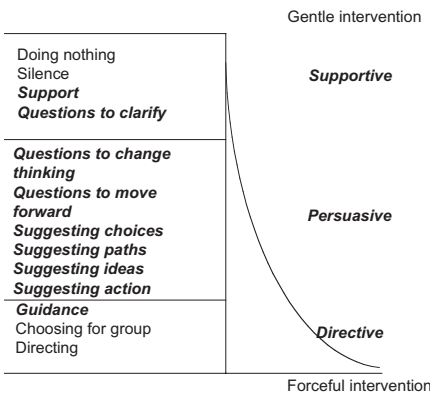 Gentle intervention
Doing nothing
Silence
Support
Questions to clarify
Supportive
Questions to change
thinking
Questions to move
forward
Suggesting choices
Suggesting paths
Suggesting ideas
Suggesting action
Persuasive
Guidance
Choosing for group
Directing
Directive
Forceful intervention